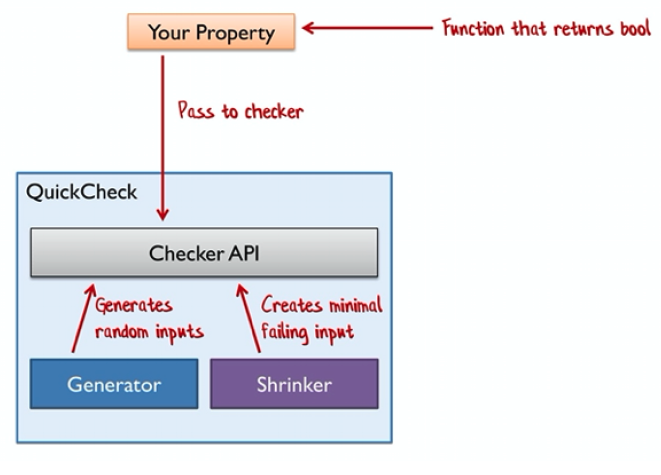 Your Property
Function that returns bool
Pass to checker
QuickCheck
Checker API
Generates
random inputs
Creates minimal
failing input
Generator
Shrinker